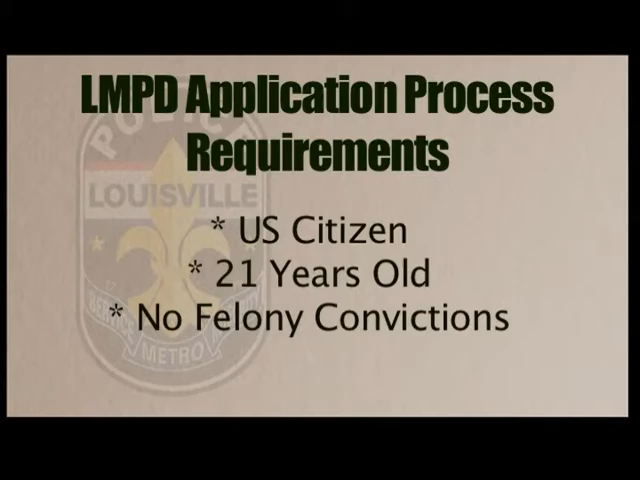 LMPD Application Process
Requirements
POLICE
LOUISVILLE
* US Citizen
* 21 Years Old
* No Felony Convictions
METRO